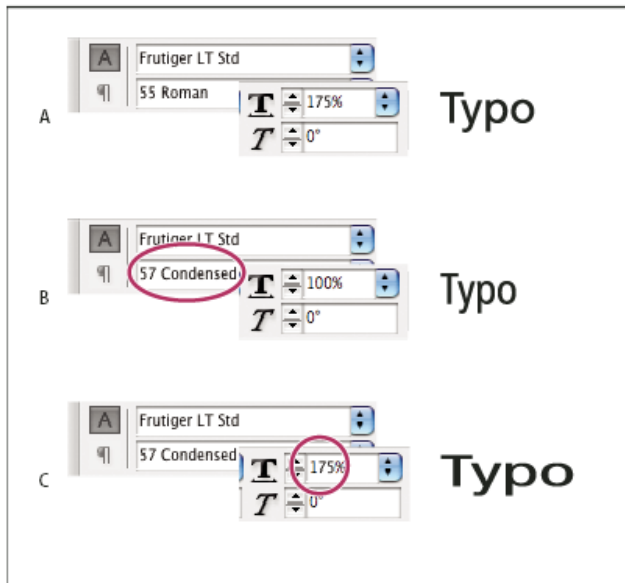 A
Frutiger LT Std
¶
55 Roman
T
175%
T
0°
A
Typo
A
Frutiger LT Std
¶
57 Condensed
T
100%
T
0°
B
Typo
A
Frutiger LT Std
¶
57 Condensed
T
175%
T
0°
C
Typo